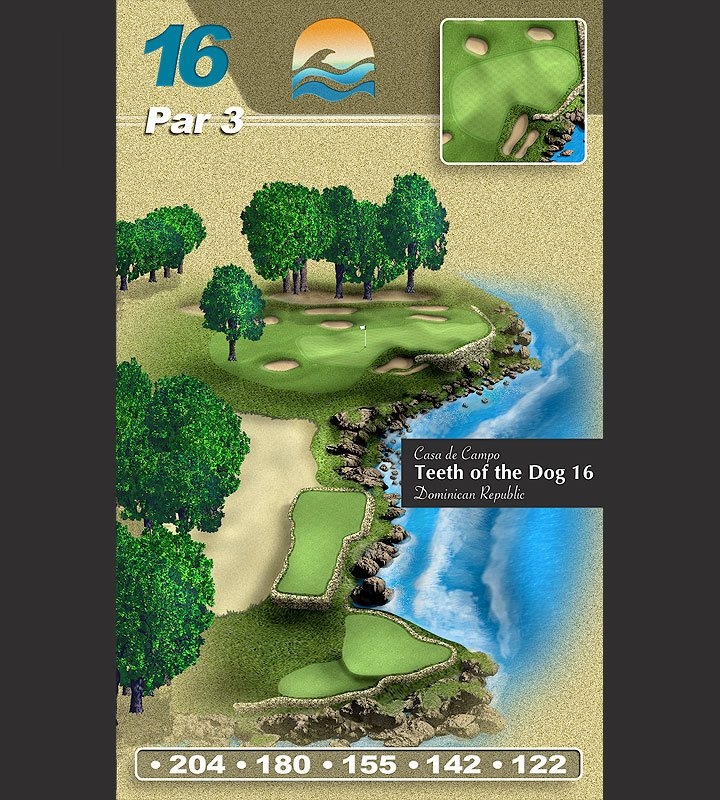 16
Par 3
Casa de Campo
Teeth of the Dog 16
Dominican Republic
• 204 • 180 • 155 • 142 • 122